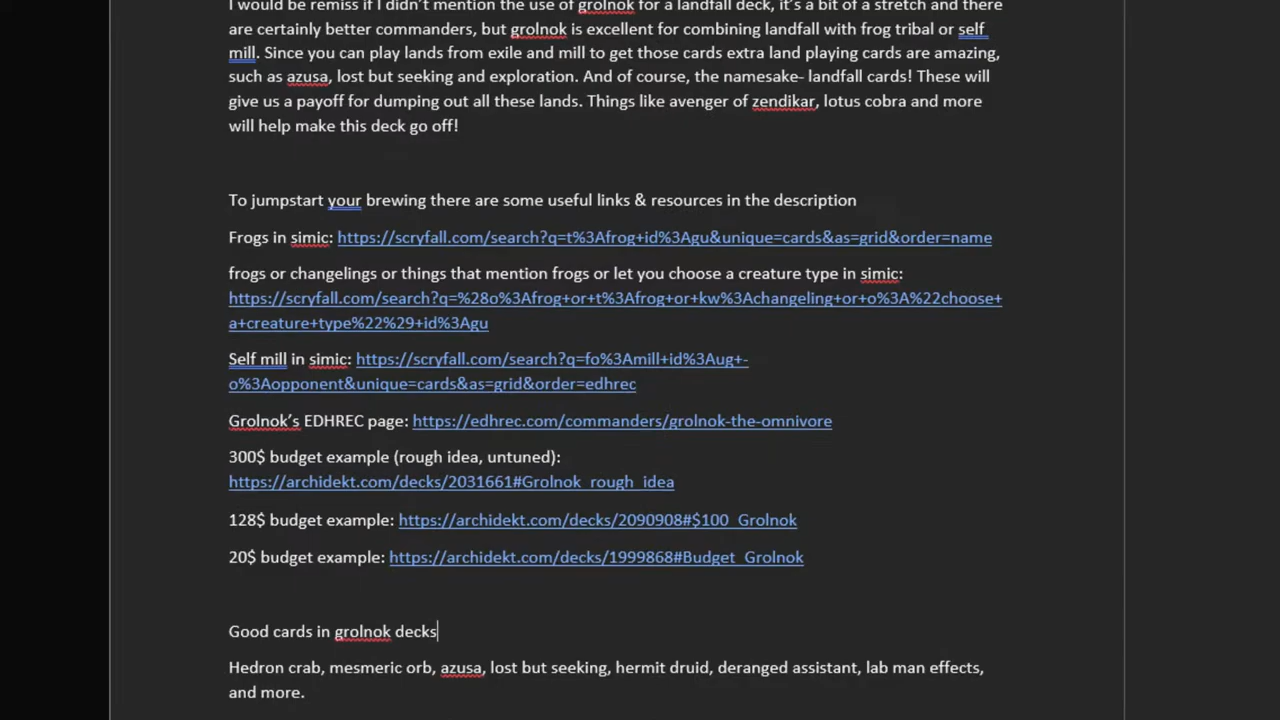 I would be remiss if I didn't mention the use of grolnok for a landfall deck, it's a bit of a stretch and there
are certainly better commanders, but grolnok is excellent for combining landfall with frog tribal or self
mill. Since you can play lands from exile and mill to get those cards extra land playing cards are amazing,
such as azusa, lost but seeking and exploration. And of course, the namesake- landfall cards! These will
give us a payoff for dumping out all these lands. Things like avenger of zendikar, lotus cobra and more
will help make this deck go off!
To jumpstart your brewing there are some useful links & resources in the description
Frogs in simic: https://scryfall.com/search?q=t%3Afrog+id%3Agu&unique=cards&as=grid&order=name
frogs or changelings or things that mention frogs or let you choose a creature type in simic:
https://scryfall.com/search?q=%28o%3Afrog+or+t%3Afrog+or+kw%3Achangeling+or+o%3A%22choose+
a+creature+type%22%29+id%3Agu
Self mill in simic: https://scryfall.com/search?q=fo%3Amill+id%3Aug+-
o%3Aopponent&unique=cards&as=grid&order=edhrec
Grolnok's EDHREC page: https://edhrec.com/commanders/grolnok-the-omnivore
300$ budget example (rough idea, untuned):
https://archidekt.com/decks/2031661#Grolnok_rough_idea
128$ budget example: https://archidekt.com/decks/2090908#$100_Grolnok
20$ budget example: https://archidekt.com/decks/1999868#Budget_Grolnok
Good cards in grolnok decks
Hedron crab, mesmeric orb, azusa, lost but seeking, hermit druid, deranged assistant, lab man effects,
and more.